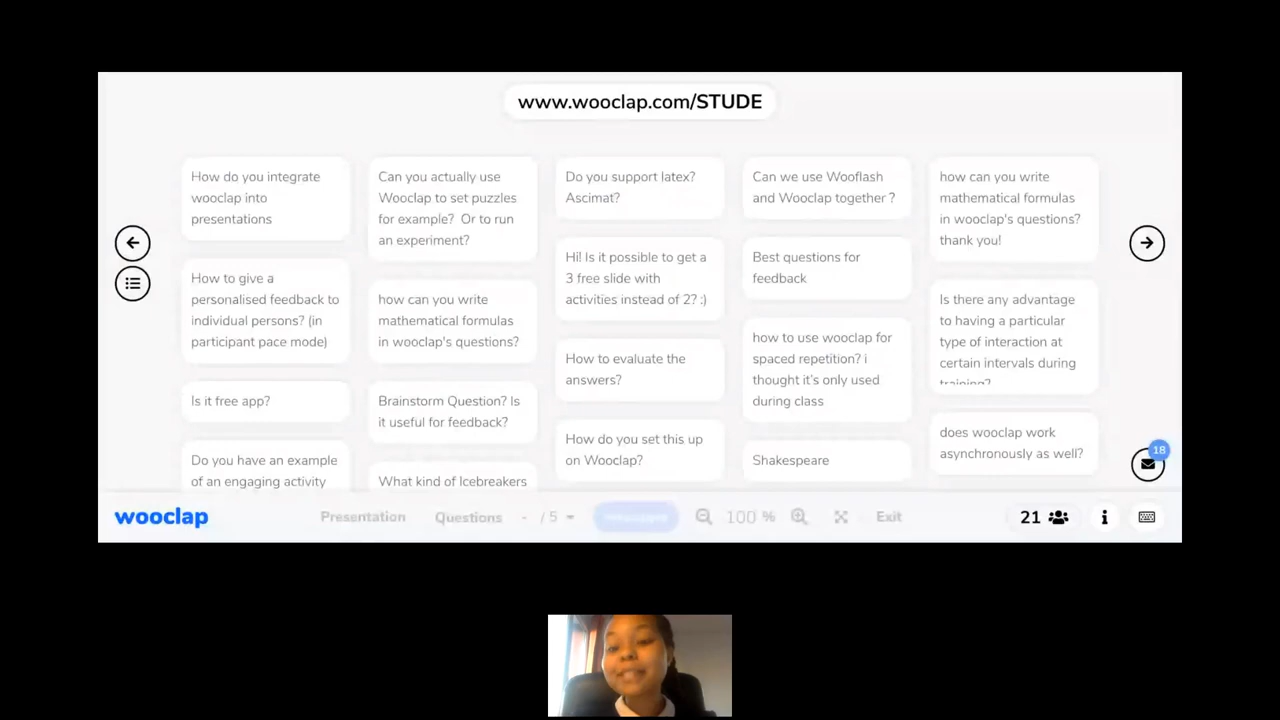 www.wooclap.com/STUDE
How do you integrate
wooclap into
presentations
How to give a
personalised feedback to
individual persons? (in
participant pace mode)
Is it free app?
Do you have an example
of an engaging activity
Can you actually use
Wooclap to set puzzles
for example?  Or to run
an experiment?
how can you write
mathematical formulas
in wooclap's questions?
Brainstorm Question? Is
it useful for feedback?
What kind of Icebreakers
Do you support latex?
Ascimat?
Hi! Is it possible to get a
3 free slide with
activities instead of 2? :)
How to evaluate the
answers?
How do you set this up
on Wooclap?
Can we use Wooflash
and Wooclap together ?
Best questions for
feedback
how to use wooclap for
spaced repetition? i
thought it's only used
during class
Shakespeare
how can you write
mathematical formulas
in wooclap's questions?
thank you!
Is there any advantage
to having a particular
type of interaction at
certain intervals during
training?
does wooclap work
asynchronously as well?
18
wooclap
Presentation
Questions
- / 5
100 %
Exit
21
i